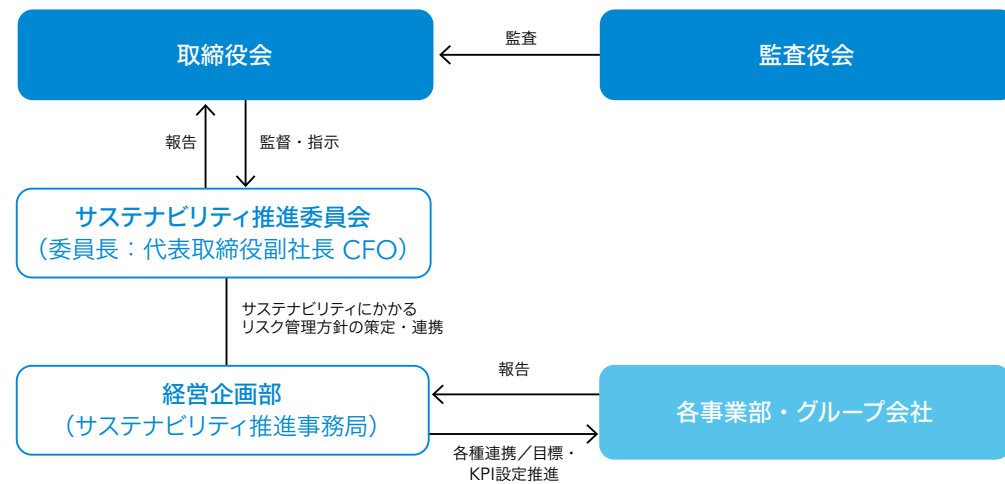 取締役会
監査
監査役会
報告
監督・指示
サステナビリティ推進委員会
（委員長：代表取締役副社長 CFO）
サステナビリティにかかる
リスク管理方針の策定・連携
経営企画部
（サステナビリティ推進事務局）
報告
各事業部・グループ会社
各種連携／目標・
KPI設定推進